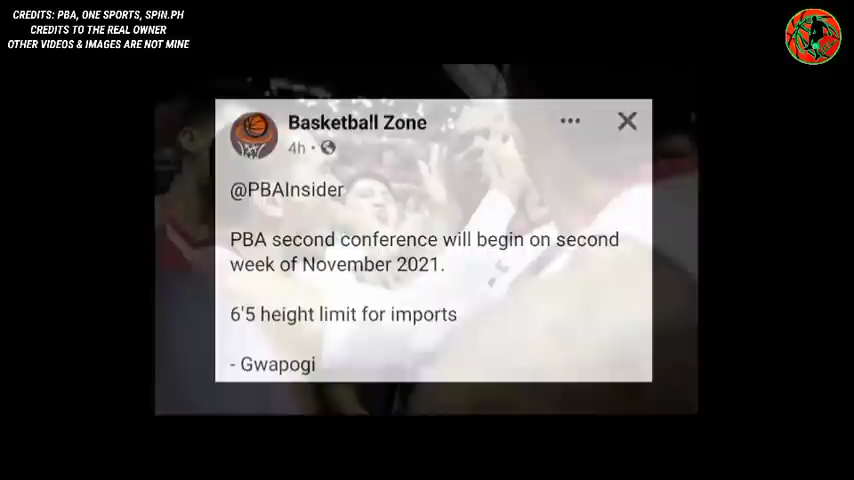 CREDITS: PBA, ONE SPORTS, SPIN.PH
CREDITS TO THE REAL OWNER
OTHER VIDEOS & IMAGES ARE NOT MINE
Basketball Zone
4h ·
@PBAInsider
PBA second conference will begin on second
week of November 2021.
6'5 height limit for imports
- Gwapogi